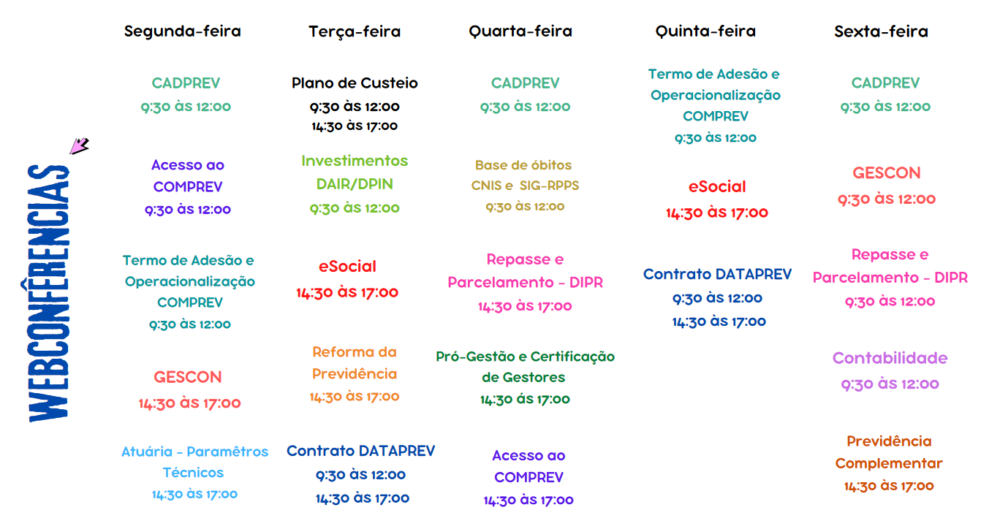 WEBCONFÊRENCIAS
Segunda-feira
CADPREV
9:30 às 12:00
Acesso ao
COMPREV
9:30 às 12:00
Termo de Adesão e
Operacionalização
COMPREV
9:30 às 12:00
GESCON
14:30 às 17:00
Atuária - Paramêtros
Técnicos
14:30 às 17:00
Terça-feira
Plano de Custeio
9:30 às 12:00
14:30 às 17:00
Investimentos
DAIR/DPIN
9:30 às 12:00
eSocial
14:30 às 17:00
Reforma da
Previdência
14:30 às 17:00
Contrato DATAPREV
9:30 às 12:00
14:30 às 17:00
Quarta-feira
CADPREV
9:30 às 12:00
Base de óbitos
CNIS e SIG-RPPS
9:30 às 12:00
Repasse e
Parcelamento - DIPR
14:30 às 17:00
Pró-Gestão e Certificação
de Gestores
14:30 ás 17:00
Acesso ao
COMPREV
14:30 às 17:00
Quinta-feira
Termo de Adesão e
Operacionalização
COMPREV
9:30 às 12:00
eSocial
14:30 às 17:00
Contrato DATAPREV
9:30 às 12:00
14:30 às 17:00
Sexta-feira
CADPREV
9:30 às 12:00
GESCON
9:30 às 12:00
Repasse e
Parcelamento - DIPR
9:30 às 12:00
Contabilidade
9:30 às 12:00
Previdência
Complementar
14:30 às 17:00